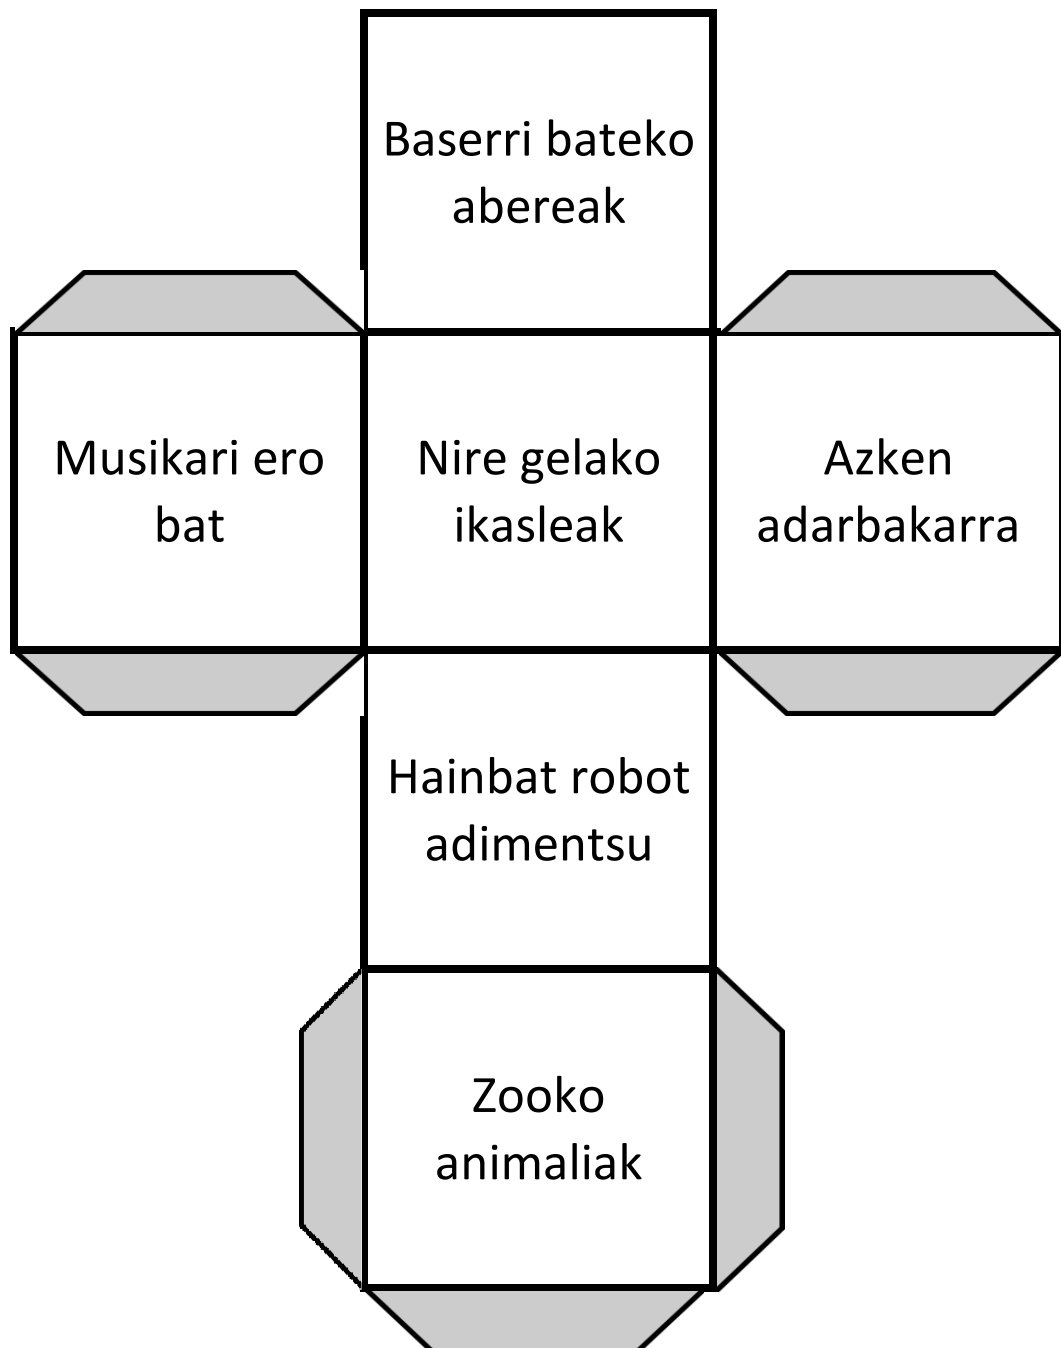 Baserri bateko
abereak
Musikari ero
bat
Nire gelako
ikasleak
Azken
adarbakarra
Hainbat robot
adimentsu
Zooko
animaliak